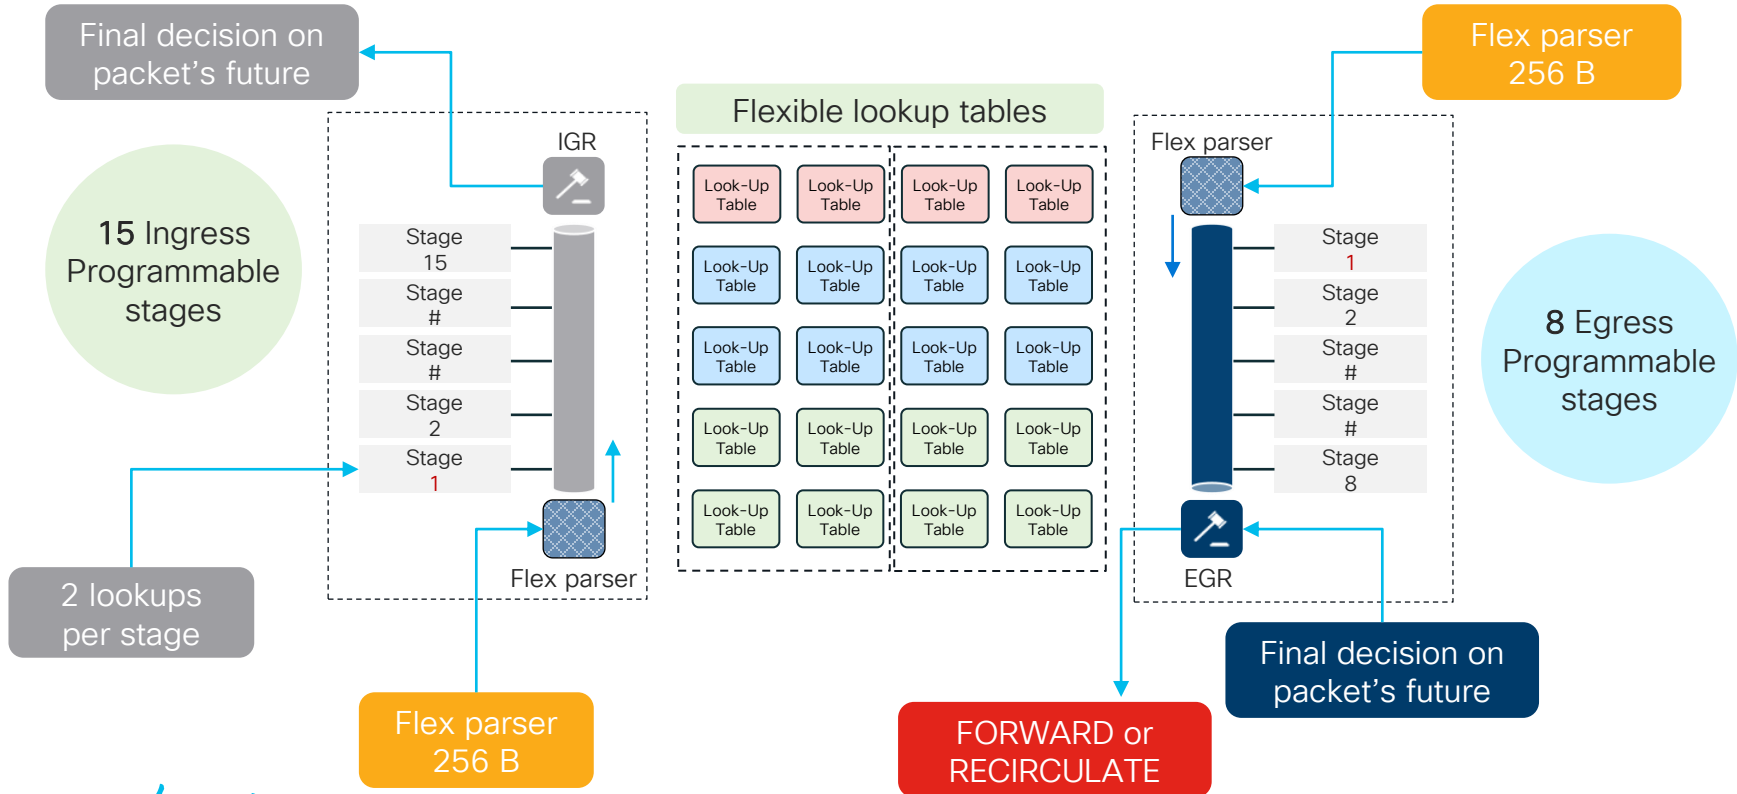 Final decision on
packet's future
Flex parser
256 B
Flexible lookup tables
IGR
Flex parser
15 Ingress
Programmable
stages
Stage
15
Stage
#
Stage
#
Stage
2
Stage
1
Flex parser
Look-Up
Table
Look-Up
Table
Look-Up
Table
Look-Up
Table
Look-Up
Table
Look-Up
Table
Look-Up
Table
Look-Up
Table
Look-Up
Table
Look-Up
Table
Look-Up
Table
Look-Up
Table
Look-Up
Table
Look-Up
Table
Look-Up
Table
Look-Up
Table
Look-Up
Table
Look-Up
Table
Look-Up
Table
Look-Up
Table
Stage
1
Stage
2
Stage
#
Stage
#
Stage
8
EGR
8 Egress
Programmable
stages
2 lookups
per stage
Flex parser
256 B
Final decision on
packet's future
FORWARD or
RECIRCULATE